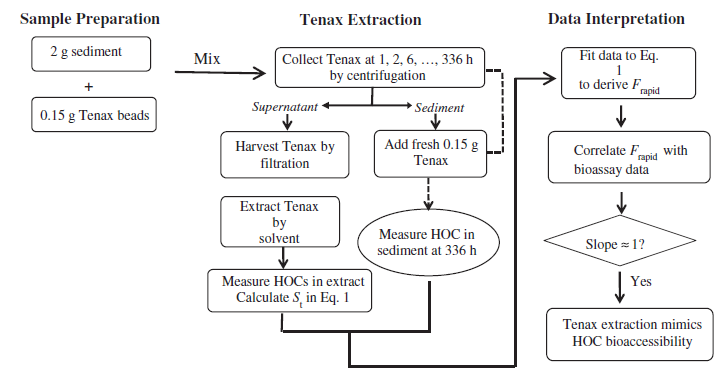 Sample Preparation
2 g sediment
+
0.15 g Tenax beads
Mix
Tenax Extraction
Collect Tenax at 1, 2, 6, …, 336 h
by centrifugation
Supernatant
Sediment
Harvest Tenax by
filtration
Add fresh 0.15 g
Tenax
Extract Tenax
by
solvent
Measure HOC in
sediment at 336 h
Measure HOCs in extract
Calculate St in Eq. 1
Data Interpretation
Fit data to Eq.
1
to derive Frapid
Correlate Frapid with
bioassay data
Slope ≈ 1?
Yes
Tenax extraction mimics
HOC bioaccessibility